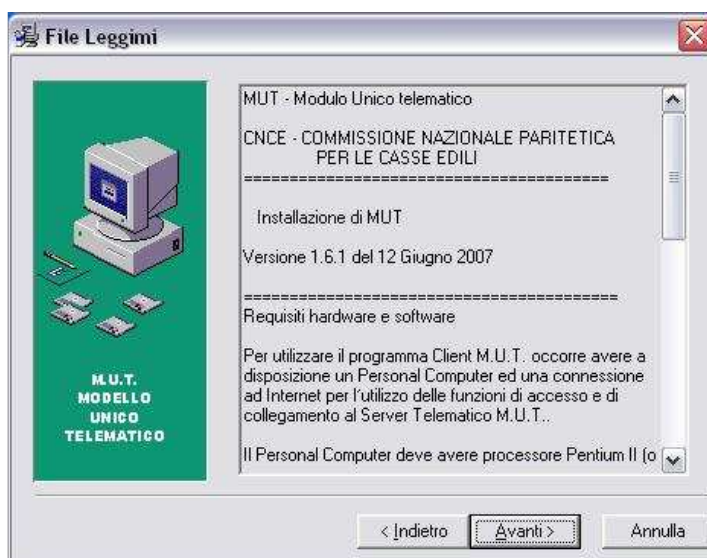 File Leggimi
MUT - Modulo Unico telematico
CNCE - COMMISSIONE NAZIONALE PARITETICA
PER LE CASSE EDILI
========================================
Installazione di MUT
Versione 1.6.1 del 12 Giugno 2007
=========================================
Requisiti hardware e software
Per utilizzare il programma Client M.U.T. occorre avere a
disposizione un Personal Computer ed una connessione
ad Internet per l'utilizzo delle funzioni di accesso e di
collegamento al Server Telematico M.U.T..
Il Personal Computer deve avere processore Pentium II (o
M.U.T.
MODELLO
UNICO
TELEMATICO
< Indietro
Avanti >
Annulla